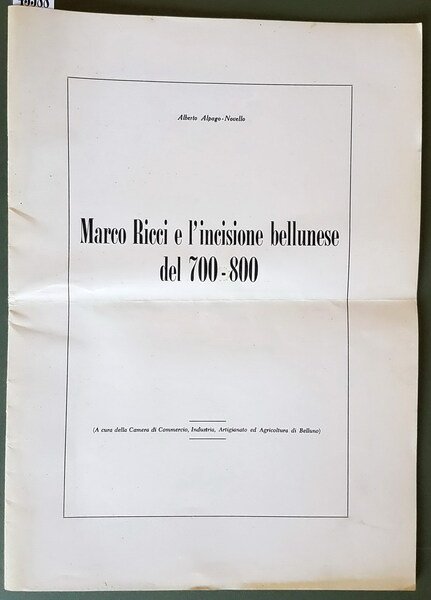 Alberto Alpago-Novello
Marco Ricci e l'incisione bellunese
del 700-800
(A cura della Camera di Commercio, Industria, Artigianato ed Agricoltura di Belluno)